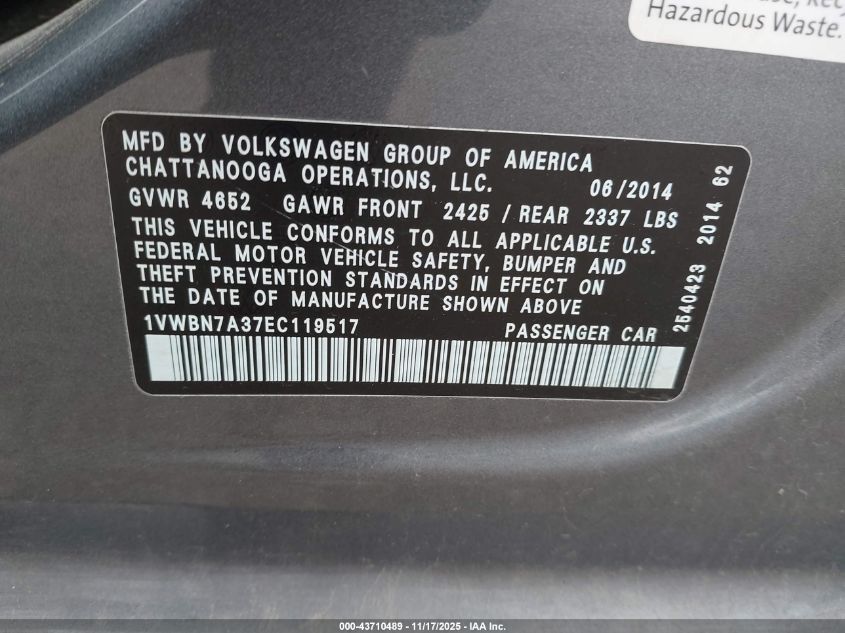 Hazardous Waste.
MFD BY VOLKSWAGEN GROUP OF AMERICA
CHATTANOOGA OPERATIONS, LLC. 06/2014
GVWR 4652 GAWR FRONT 2425 / REAR 2337 LBS
THIS VEHICLE CONFORMS TO ALL APPLICABLE U.S.
FEDERAL MOTOR VEHICLE SAFETY, BUMPER AND
THEFT PREVENTION STANDARDS IN EFFECT ON
THE DATE OF MANUFACTURE SHOWN ABOVE
1VWBN7A37EC119517 PASSENGER CAR
2540423 2014 62
000-43710489 - 11/17/2025 - IAA Inc.